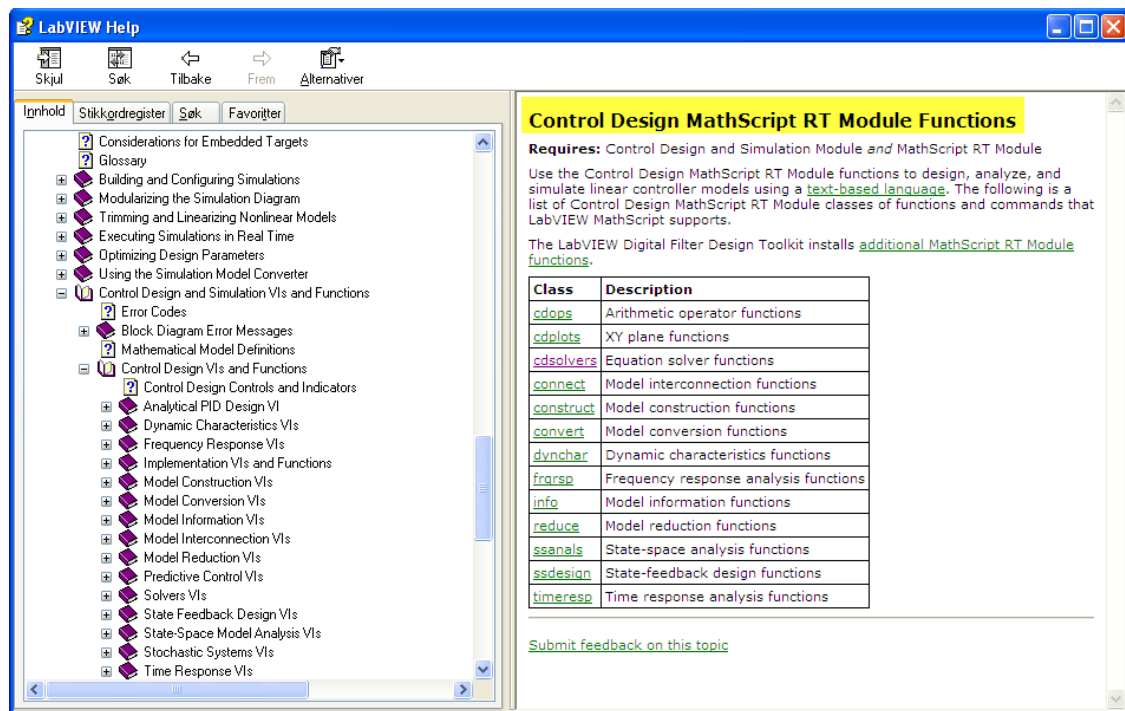 LabVIEW Help
Skjul Søk Tilbake Frem Alternativer
Innhold Stikkordregister Søk Favoritter
Considerations for Embedded Targets
Glossary
Building and Configuring Simulations
Modularizing the Simulation Diagram
Trimming and Linearizing Nonlinear Models
Executing Simulations in Real Time
Optimizing Design Parameters
Using the Simulation Model Converter
Control Design and Simulation VIs and Functions
Error Codes
Block Diagram Error Messages
Mathematical Model Definitions
Control Design VIs and Functions
Control Design Controls and Indicators
Analytical PID Design VI
Dynamic Characteristics VIs
Frequency Response VIs
Implementation VIs and Functions
Model Construction VIs
Model Conversion VIs
Model Information VIs
Model Interconnection VIs
Model Reduction VIs
Predictive Control VIs
Solvers VIs
State Feedback Design VIs
State-Space Model Analysis VIs
Stochastic Systems VIs
Time Response VIs
Control Design MathScript RT Module Functions
Requires: Control Design and Simulation Module and MathScript RT Module
Use the Control Design MathScript RT Module functions to design, analyze, and
simulate linear controller models using a text-based language. The following is a
list of Control Design MathScript RT Module classes of functions and commands that
LabVIEW MathScript supports.
The LabVIEW Digital Filter Design Toolkit installs additional MathScript RT Module
functions.
Class Description
cdops Arithmetic operator functions
cdplots XY plane functions
cdsolvers Equation solver functions
connect Model interconnection functions
construct Model construction functions
convert Model conversion functions
dynchar Dynamic characteristics functions
frqrsp Frequency response analysis functions
info Model information functions
reduce Model reduction functions
ssanals State-space analysis functions
ssdesign State-feedback design functions
timeresp Time response analysis functions
Submit feedback on this topic